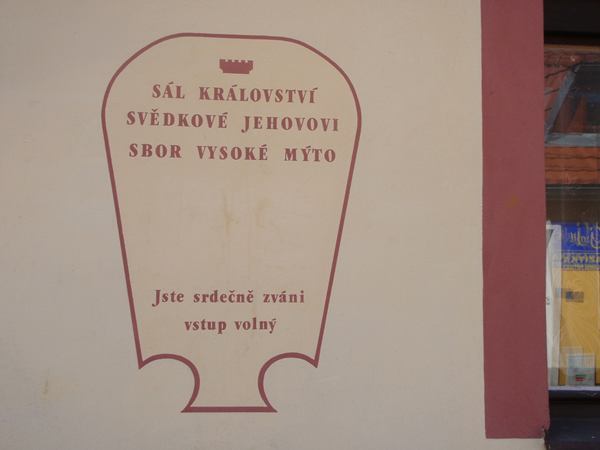 SÁL KRÁLOVSTVÍ
SVĚDKOVÉ JEHOVOVI
SBOR VYSOKÉ MÝTO
Jste srdečně zváni
vstup volný